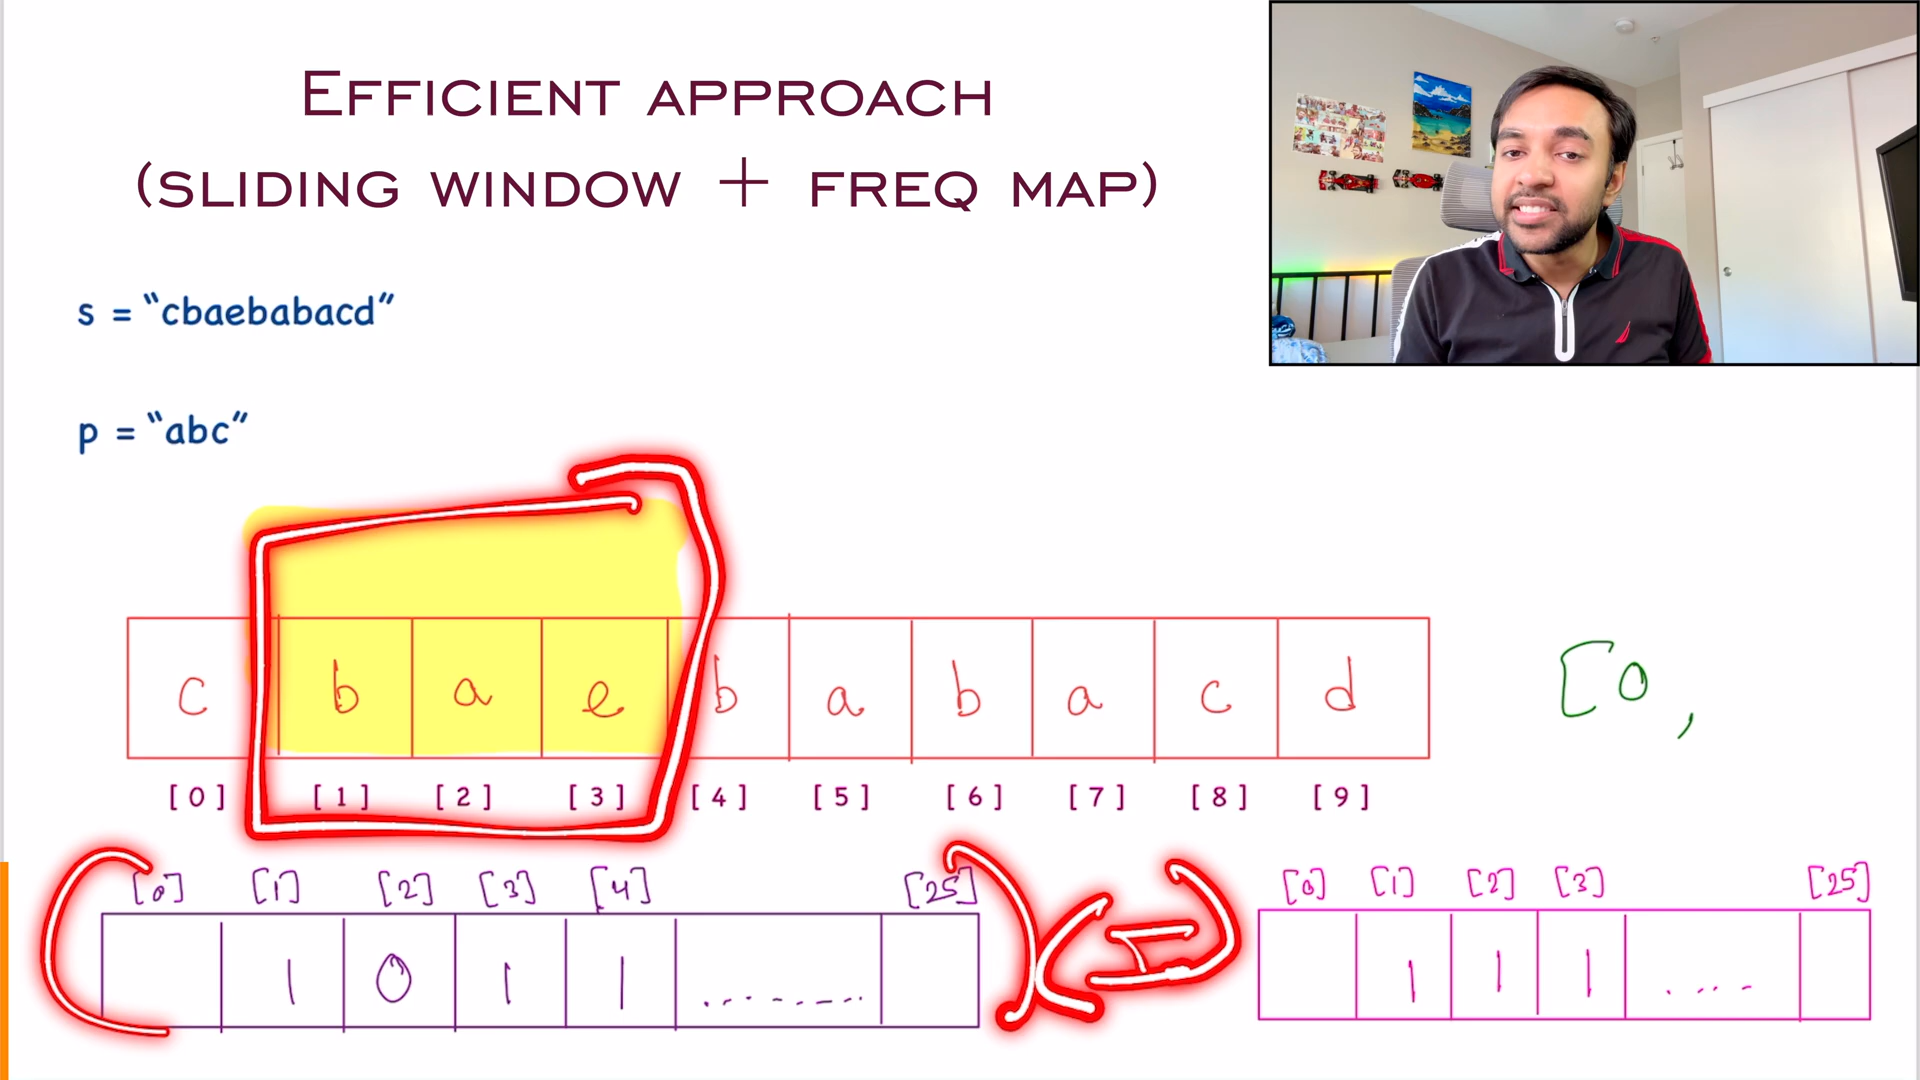 EFFICIENT APPROACH
(SLIDING WINDOW + FREQ MAP)
s = “cbaebabacd”
p = “abc”
c b a e b a b a c d
[0,
[0] [1] [2] [3] [4] [5] [6] [7] [8] [9]
[0] [1] [2] [3] [4] [25]
1 0 1 1 ........
[0] [1] [2] [3] [25]
1 1 1 ....